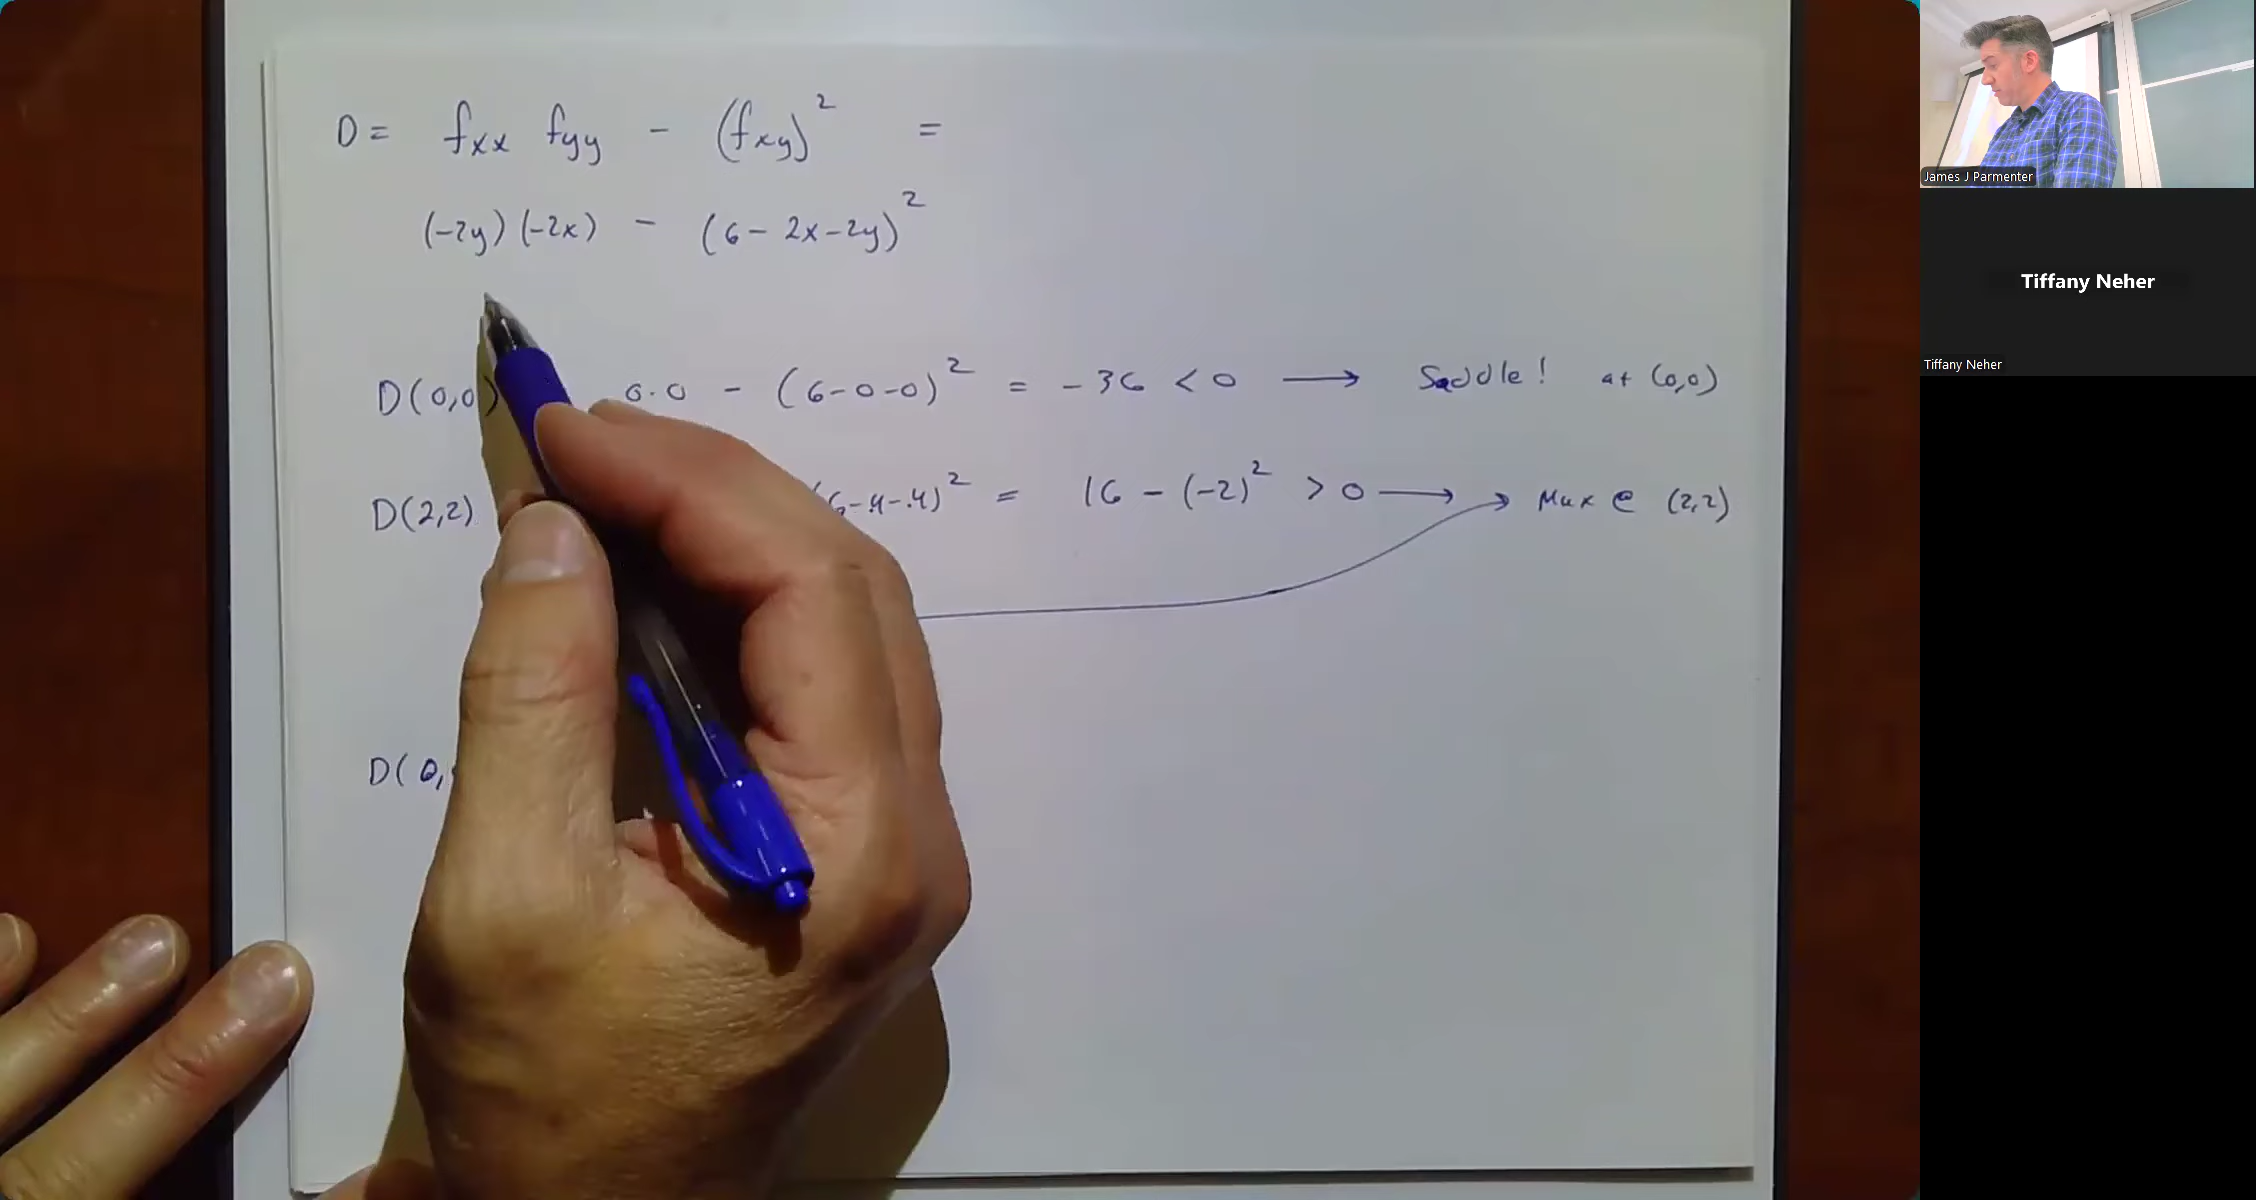 D = fxx fyy - (fxy)² =
(-2y)(-2x) - (6 - 2x - 2y)²
D(0,0) 0·0 - (6-0-0)² = -36 < 0 → Saddle! at (0,0)
D(2,2) 6-4-4)² = 16 - (-2)² > 0 → Max @ (2,2)
D(0,
James J Parmenter
Tiffany Neher
Tiffany Neher